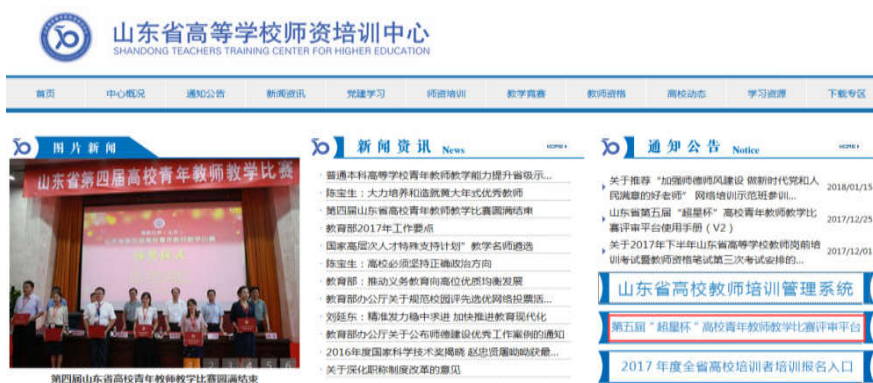 山东省高等学校师资培训中心
SHANDONG TEACHERS TRAINING CENTER FOR HIGHER EDUCATION
首页 中心概况 通知公告 新闻资讯 党建学习 师资培训 教学竞赛 教师资格 高校动态 学习资源 下载专区
图片新闻
山东省第四届高校青年教师教学比赛
1 2 3 4 5 6
第四届山东省高校青年教师教学比赛圆满结束
新闻资讯 News
MORE
普通本科高等学校青年教师教学能力提升省级示...
陈宝生：大力培养和造就黄大年式优秀教师
第四届山东省高校青年教师教学比赛圆满结束
教育部2017年工作要点
国家高层次人才特殊支持计划”教学名师遴选
陈宝生：高校必须坚持正确政治方向
教育部：推动义务教育向高位优质均衡发展
教育部办公厅关于规范校园评先选优网络投票活...
刘延东：精准发力稳中求进 加快推进教育现代化
教育部办公厅关于公布师德建设优秀工作案例的通知
2016年度国家科学技术奖揭晓 赵忠贤屠呦呦获最...
关于深化职称制度改革的意见
通知公告 Notice
MORE
关于推荐“加强师德师风建设 做新时代党和人
民满意的好老师” 网络培训示范班参训... 2018/01/15
山东省第五届“超星杯”高校青年教师教学比
赛评审平台使用手册（V2） 2017/12/25
关于2017年下半年山东省高等学校教师岗前培
训考试暨教师资格笔试第三次考试安排的... 2017/12/01
山东省高校教师培训管理系统
第五届“超星杯”高校青年教师教学比赛评审平台
2017 年度全省高校培训者培训报名入口